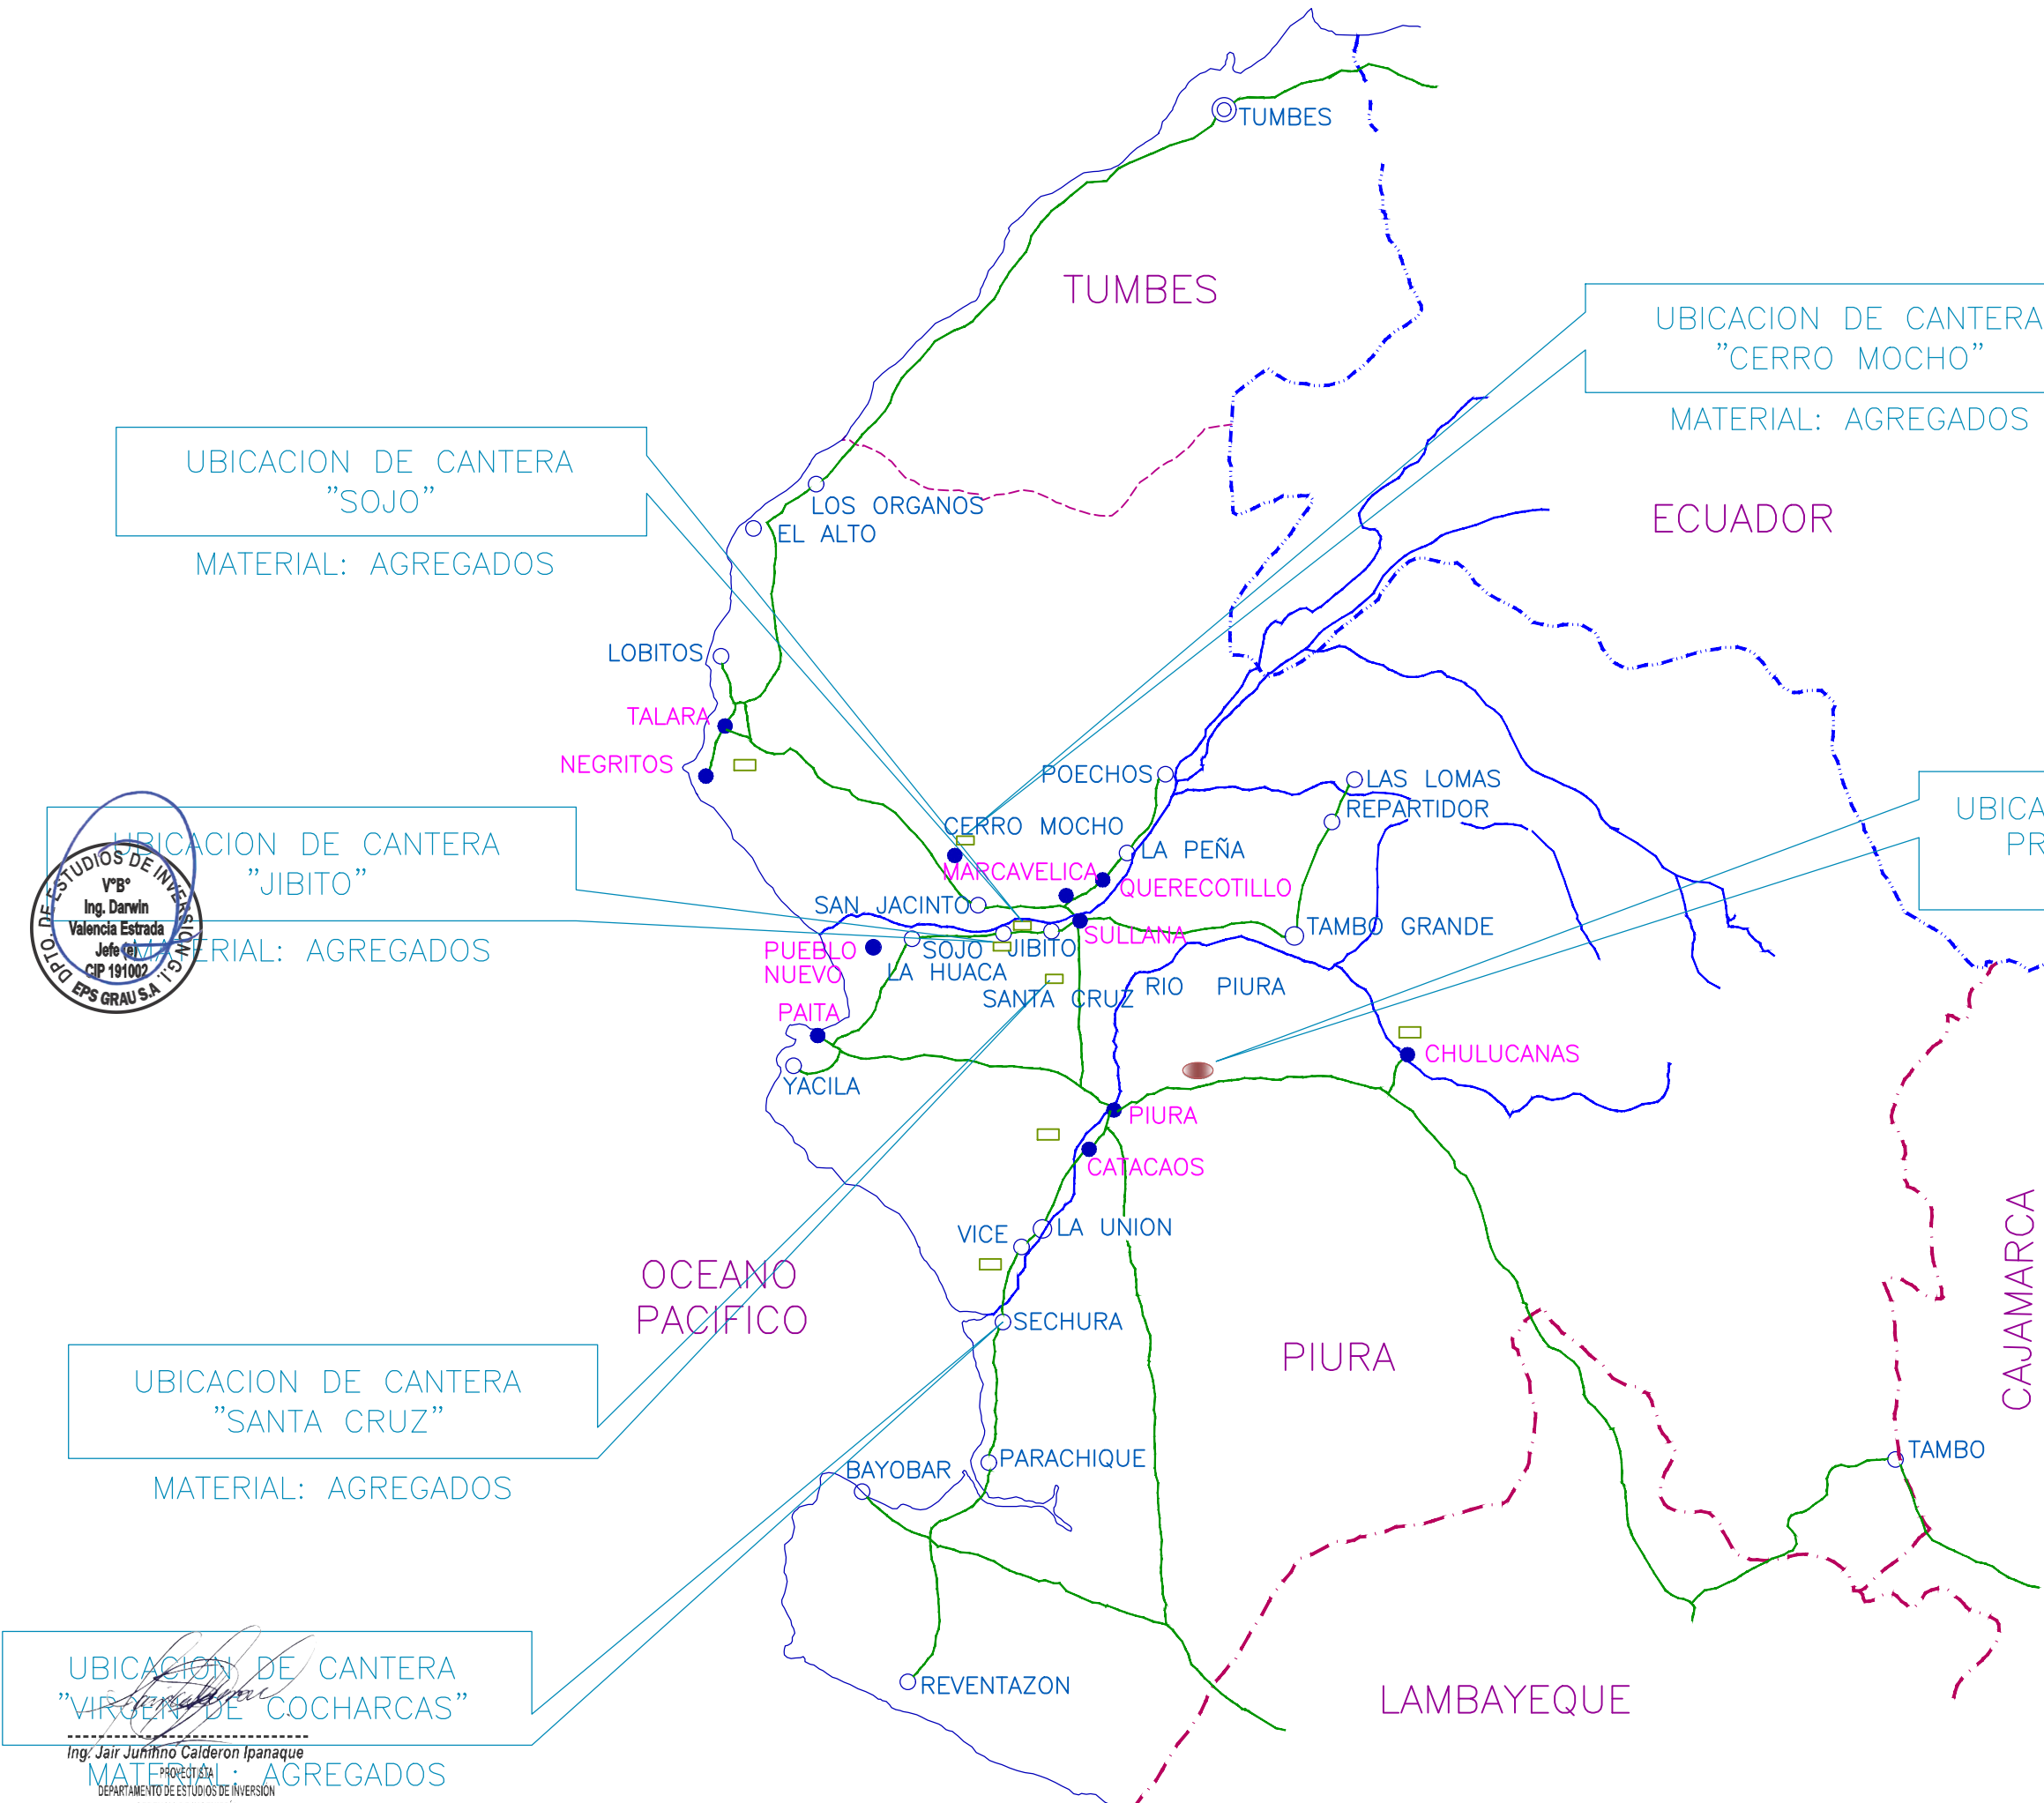 TUMBES
TUMBES
UBICACION DE CANTERA
"CERRO MOCHO"
MATERIAL: AGREGADOS
UBICACION DE CANTERA
"SOJO"
MATERIAL: AGREGADOS
LOS ORGANOS
EL ALTO
ECUADOR
LOBITOS
TALARA
NEGRITOS
POECHOS
LAS LOMAS
REPARTIDOR
CERRO MOCHO
LA PEÑA
MARCAVELICA
QUERECOTILLO
SAN JACINTO
SULLANA
TAMBO GRANDE
SOJO
JIBITO
PUEBLO
NUEVO
LA HUACA
SANTA CRUZ
RIO PIURA
PAITA
YACILA
CHULUCANAS
PIURA
CATACAOS
UBICACION DE CANTERA
"JIBITO"
MATERIAL: AGREGADOS
DPTO. DE ESTUDIOS DE INVERSION G.I.
V°B°
Ing. Darwin
Valencia Estrada
Jefe (e)
CIP 191002
EPS GRAU S.A
UBICA
PR
VICE
LA UNION
OCEANO
PACIFICO
SECHURA
PIURA
CAJAMARCA
UBICACION DE CANTERA
"SANTA CRUZ"
MATERIAL: AGREGADOS
BAYOBAR
PARACHIQUE
TAMBO
REVENTAZON
LAMBAYEQUE
UBICACION DE CANTERA
"VIRGEN DE COCHARCAS"
MATERIAL: AGREGADOS
Ing. Jair Junihno Calderon Ipanaque
PROYECTISTA
DEPARTAMENTO DE ESTUDIOS DE INVERSIÓN